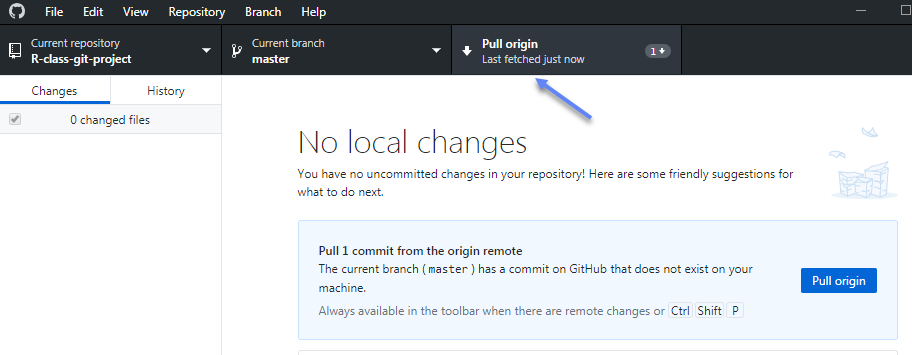 File Edit View Repository Branch Help
Current repository
R-class-git-project
Current branch
master
Pull origin
Last fetched just now
1
Changes History
0 changed files
No local changes
You have no uncommitted changes in your repository! Here are some friendly suggestions for
what to do next.
Pull 1 commit from the origin remote
The current branch (master) has a commit on GitHub that does not exist on your
machine.
Pull origin
Always available in the toolbar when there are remote changes or Ctrl Shift P